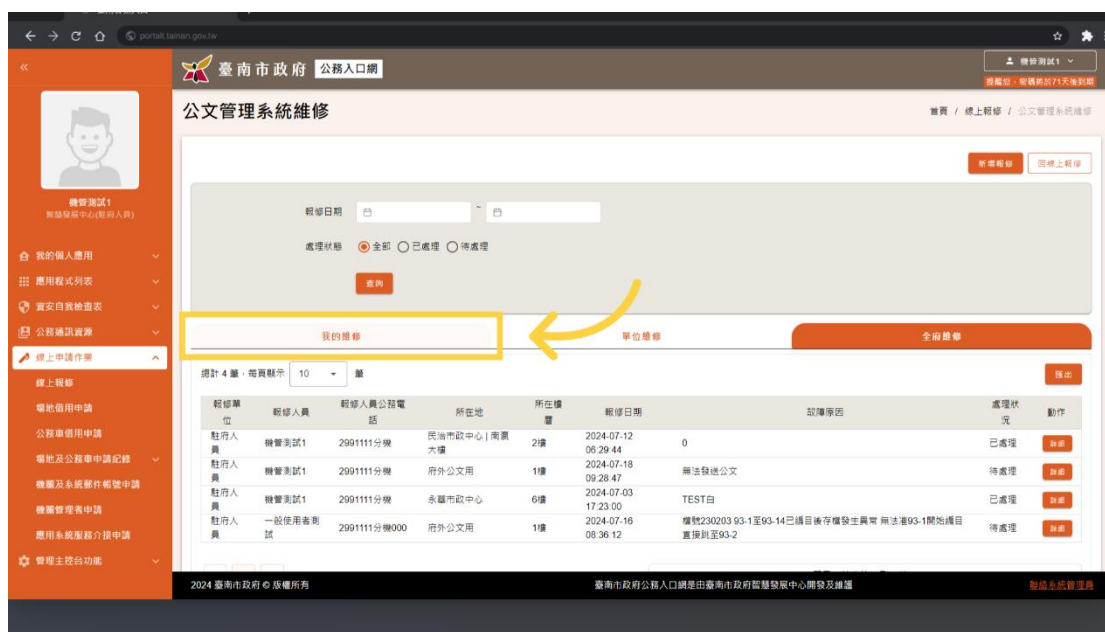 portalt.tainan.gov.tw
臺南市政府 公務入口網
機管測試1
提醒您,密碼將於71天後到期
公文管理系統維修
首頁 / 線上報修 / 公文管理系統維修
新增報修 回線上報修
機管測試1
智慧發展中心(駐府人員)
報修日期 ~
處理狀態 全部 已處理 待處理
查詢
我的個人應用
應用程式列表
資安自我檢查表
公務通訊資源
線上申請作業
線上報修
場地借用申請
公務車借用申請
場地及公務車申請紀錄
機關及系統郵件帳號申請
機關管理者申請
應用系統服務介接申請
管理主控台功能
我的維修 單位維修 全府維修
總計 4 筆,每頁顯示 10 筆
匯出
報修單位 報修人員 報修人員公務電話 所在地 所在樓層 報修日期 故障原因 處理狀況 動作
駐府人員 機管測試1 2991111分機 民治市政中心 | 南瀛大樓 2樓 2024-07-12 06:29:44 0 已處理 詳細
駐府人員 機管測試1 2991111分機 府外公文用 1樓 2024-07-18 09:28:47 無法發送公文 待處理 詳細
駐府人員 機管測試1 2991111分機 永華市政中心 6樓 2024-07-03 17:23:00 TEST白 已處理 詳細
駐府人員 一般使用者測試 2991111分機000 府外公文用 1樓 2024-07-16 08:36:12 檔號230203 93-1至93-14已編目後存檔發生異常 無法從93-1開始編目 直接跳至93-2 待處理 詳細
2024 臺南市政府 © 版權所有
臺南市政府公務入口網是由臺南市政府智慧發展中心開發及維護
聯絡系統管理員